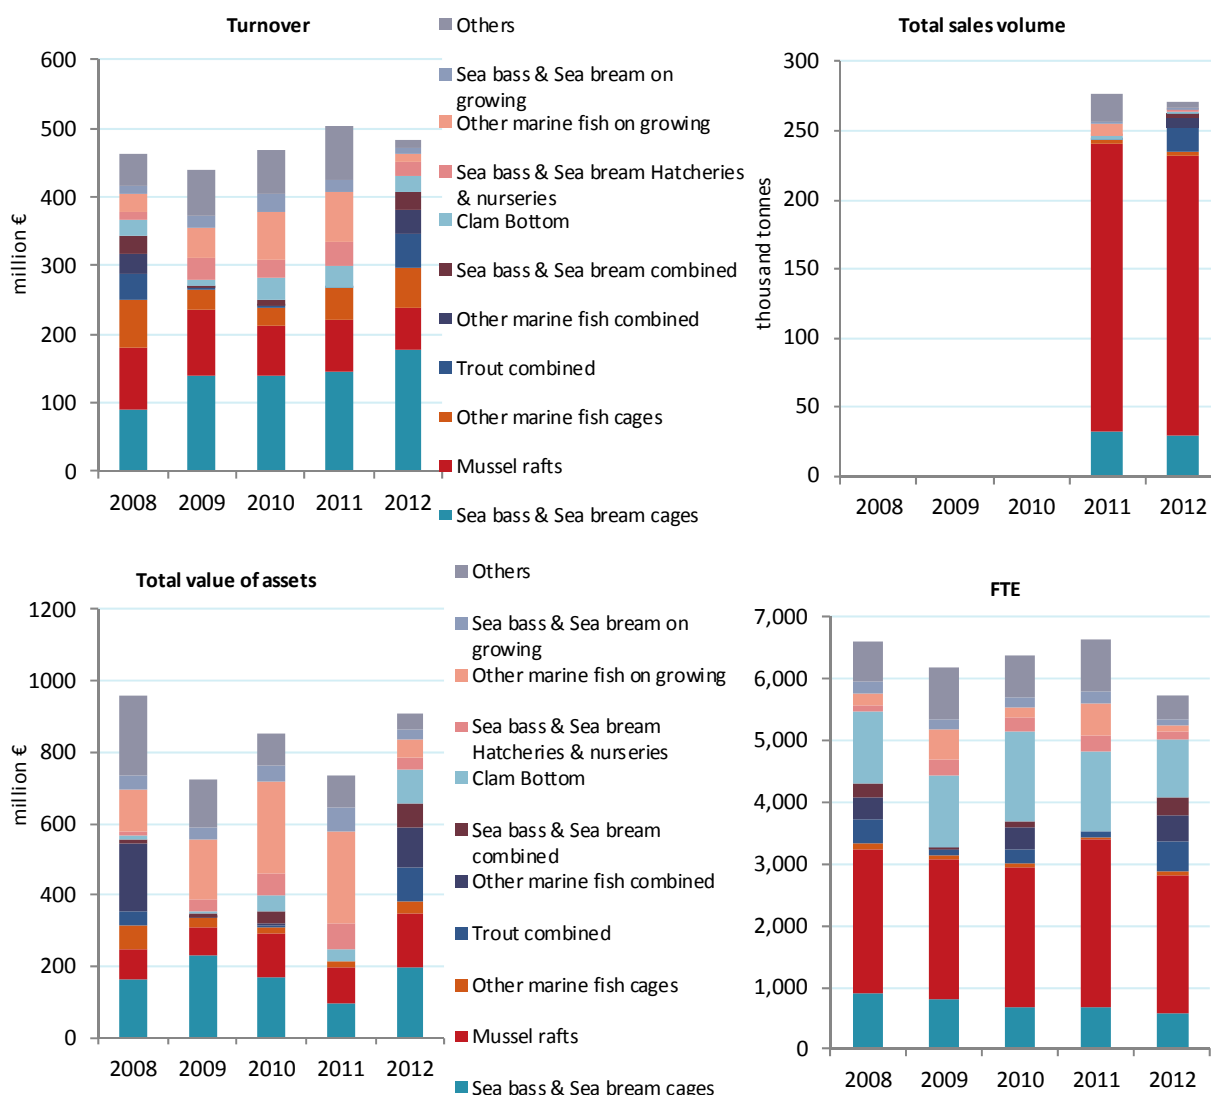 Turnover
600
500
400
300
200
100
0
million €
2008 2009 2010 2011 2012
Others
Sea bass & Sea bream on
growing
Other marine fish on growing
Sea bass & Sea bream Hatcheries
& nurseries
Clam Bottom
Sea bass & Sea bream combined
Other marine fish combined
Trout combined
Other marine fish cages
Mussel rafts
Sea bass & Sea bream cages
Total sales volume
300
250
200
150
100
50
0
thousand tonnes
2008 2009 2010 2011 2012
Total value of assets
1200
1000
800
600
400
200
0
million €
2008 2009 2010 2011 2012
Others
Sea bass & Sea bream on
growing
Other marine fish on growing
Sea bass & Sea bream
Hatcheries & nurseries
Clam Bottom
Sea bass & Sea bream
combined
Other marine fish combined
Trout combined
Other marine fish cages
Mussel rafts
Sea bass & Sea bream cages
FTE
7,000
6,000
5,000
4,000
3,000
2,000
1,000
0
2008 2009 2010 2011 2012